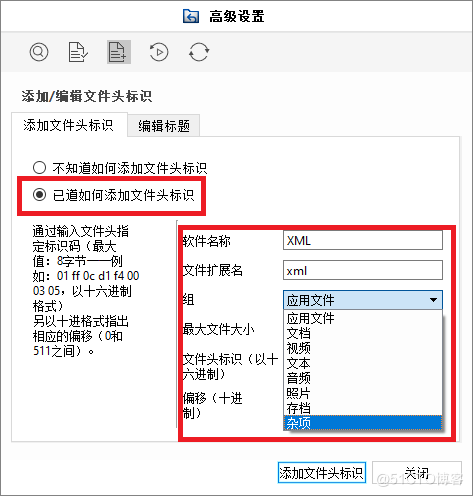 高级设置
添加/编辑文件头标识
添加文件头标识
编辑标题
不知道如何添加文件头标识
已道如何添加文件头标识
通过输入文件头指
定标识码（最大
值：8字节——例
如：01 ff 0c d1 f4 00
03 05，以十六进制
格式）
另以十进格式指出
相应的偏移（0和
511之间）。
软件名称
XML
文件扩展名
xml
组
应用文件
最大文件大小
文件头标识（以十
六进制）
偏移（十进
制）
应用文件
文档
视频
文本
音频
照片
存档
杂项
添加文件头标识
关闭
@51CTO博客